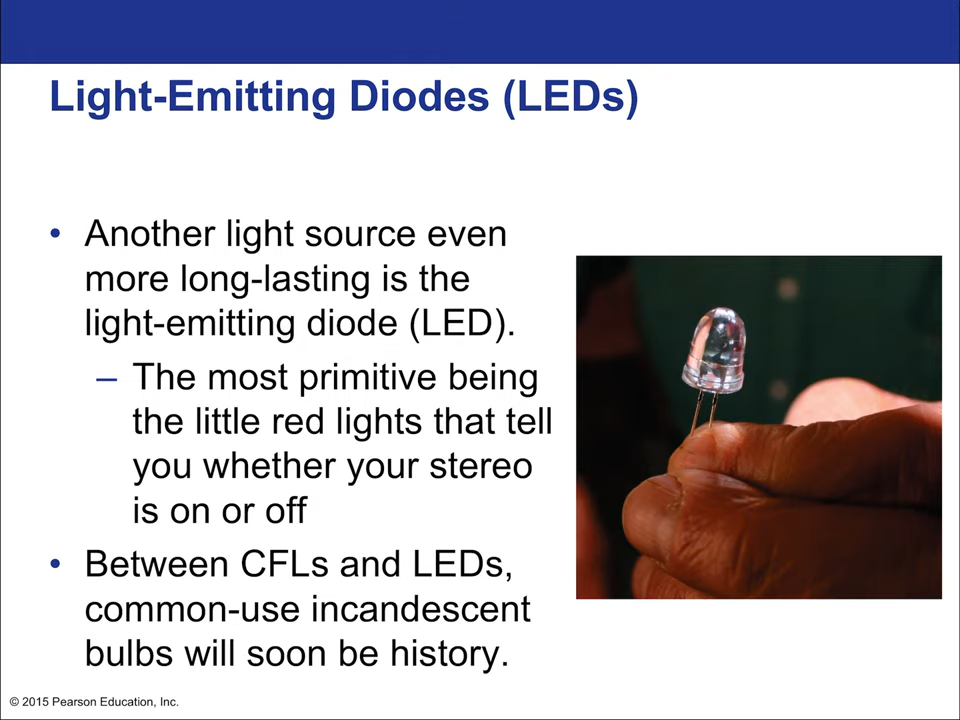 Light-Emitting Diodes (LEDs)
• Another light source even
more long-lasting is the
light-emitting diode (LED).
– The most primitive being
the little red lights that tell
you whether your stereo
is on or off
• Between CFLs and LEDs,
common-use incandescent
bulbs will soon be history.
© 2015 Pearson Education, Inc.